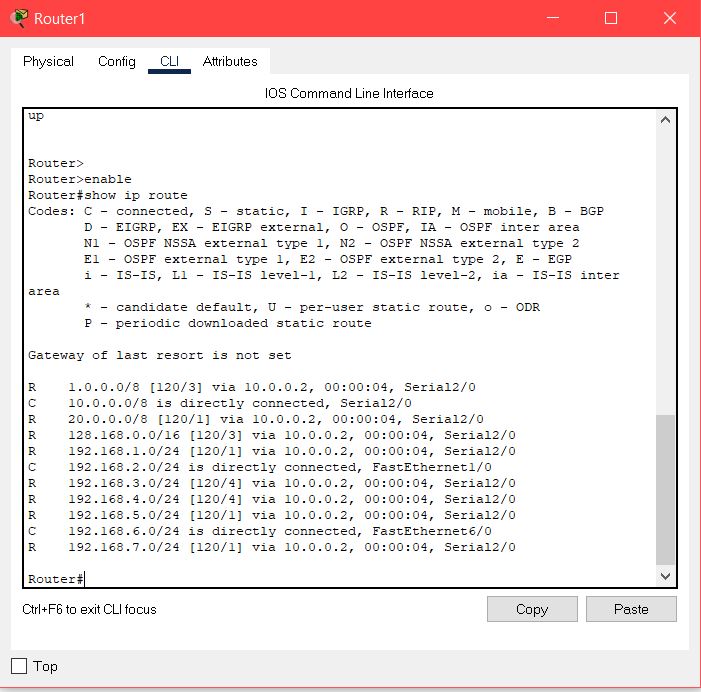 Router1
Physical Config CLI Attributes
IOS Command Line Interface
up
Router>
Router>enable
Router#show ip route
Codes: C - connected, S - static, I - IGRP, R - RIP, M - mobile, B - BGP
D - EIGRP, EX - EIGRP external, O - OSPF, IA - OSPF inter area
N1 - OSPF NSSA external type 1, N2 - OSPF NSSA external type 2
E1 - OSPF external type 1, E2 - OSPF external type 2, E - EGP
i - IS-IS, L1 - IS-IS level-1, L2 - IS-IS level-2, ia - IS-IS inter
area
* - candidate default, U - per-user static route, o - ODR
P - periodic downloaded static route
Gateway of last resort is not set
R 1.0.0.0/8 [120/3] via 10.0.0.2, 00:00:04, Serial2/0
C 10.0.0.0/8 is directly connected, Serial2/0
R 20.0.0.0/8 [120/1] via 10.0.0.2, 00:00:04, Serial2/0
R 128.168.0.0/16 [120/3] via 10.0.0.2, 00:00:04, Serial2/0
R 192.168.1.0/24 [120/1] via 10.0.0.2, 00:00:04, Serial2/0
C 192.168.2.0/24 is directly connected, FastEthernet1/0
R 192.168.3.0/24 [120/4] via 10.0.0.2, 00:00:04, Serial2/0
R 192.168.4.0/24 [120/4] via 10.0.0.2, 00:00:04, Serial2/0
R 192.168.5.0/24 [120/1] via 10.0.0.2, 00:00:04, Serial2/0
C 192.168.6.0/24 is directly connected, FastEthernet6/0
R 192.168.7.0/24 [120/1] via 10.0.0.2, 00:00:04, Serial2/0
Router#
Ctrl+F6 to exit CLI focus
Copy Paste
Top